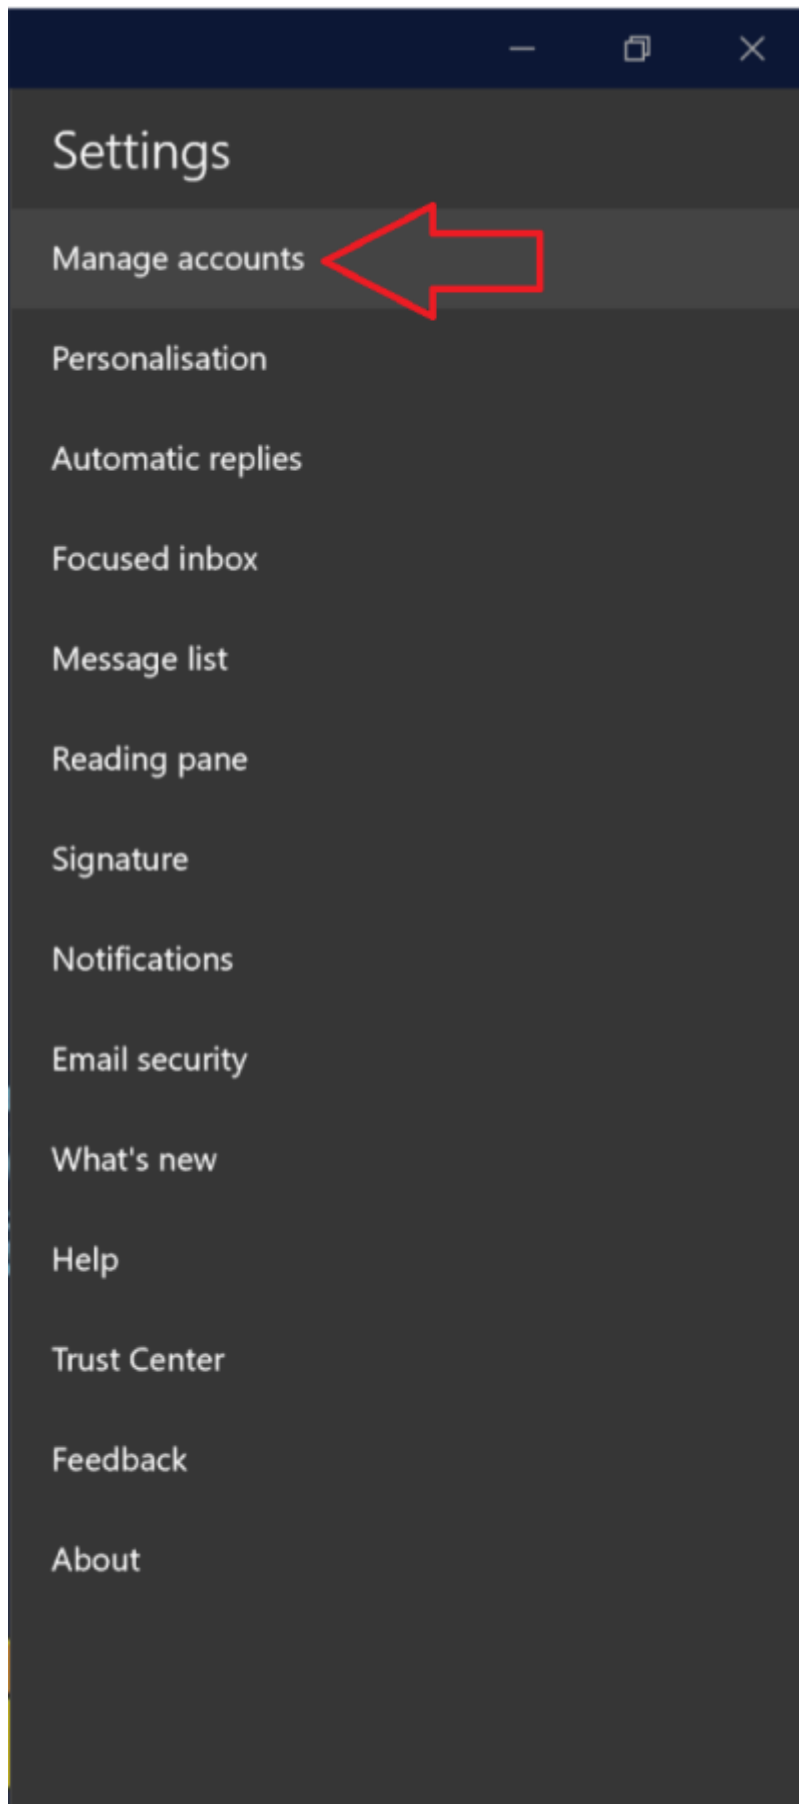 Settings
Manage accounts
Personalisation
Automatic replies
Focused inbox
Message list
Reading pane
Signature
Notifications
Email security
What's new
Help
Trust Center
Feedback
About